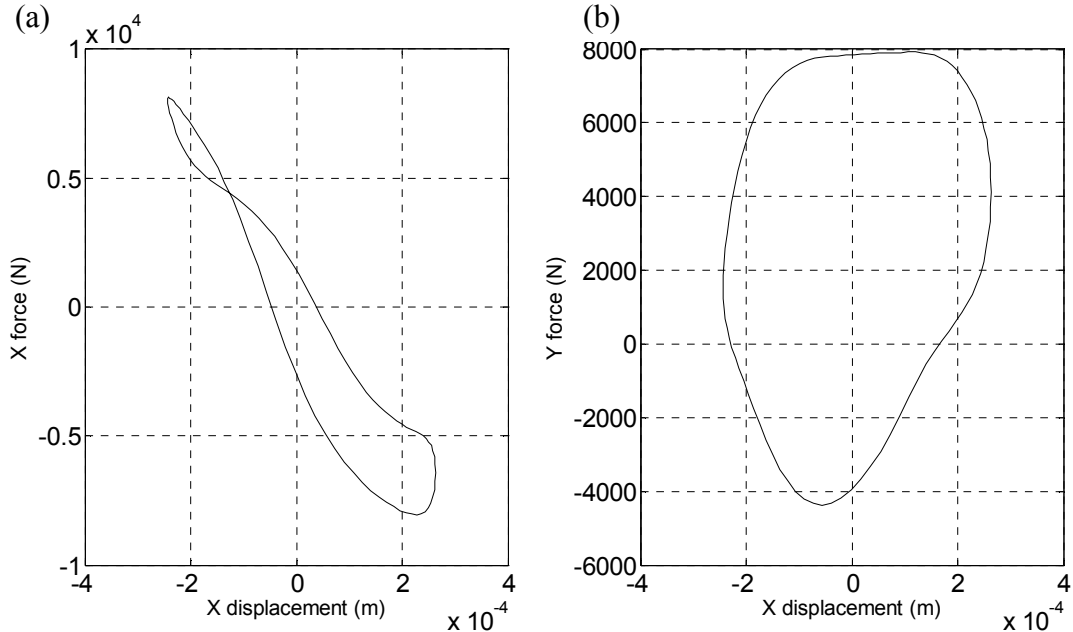 (a)
x 10^4
1
0.5
0
-0.5
-1
-4
-2
0
2
4
X force (N)
X displacement (m)
x 10^-4
(b)
8000
6000
4000
2000
0
-2000
-4000
-6000
-4
-2
0
2
4
Y force (N)
X displacement (m)
x 10^-4